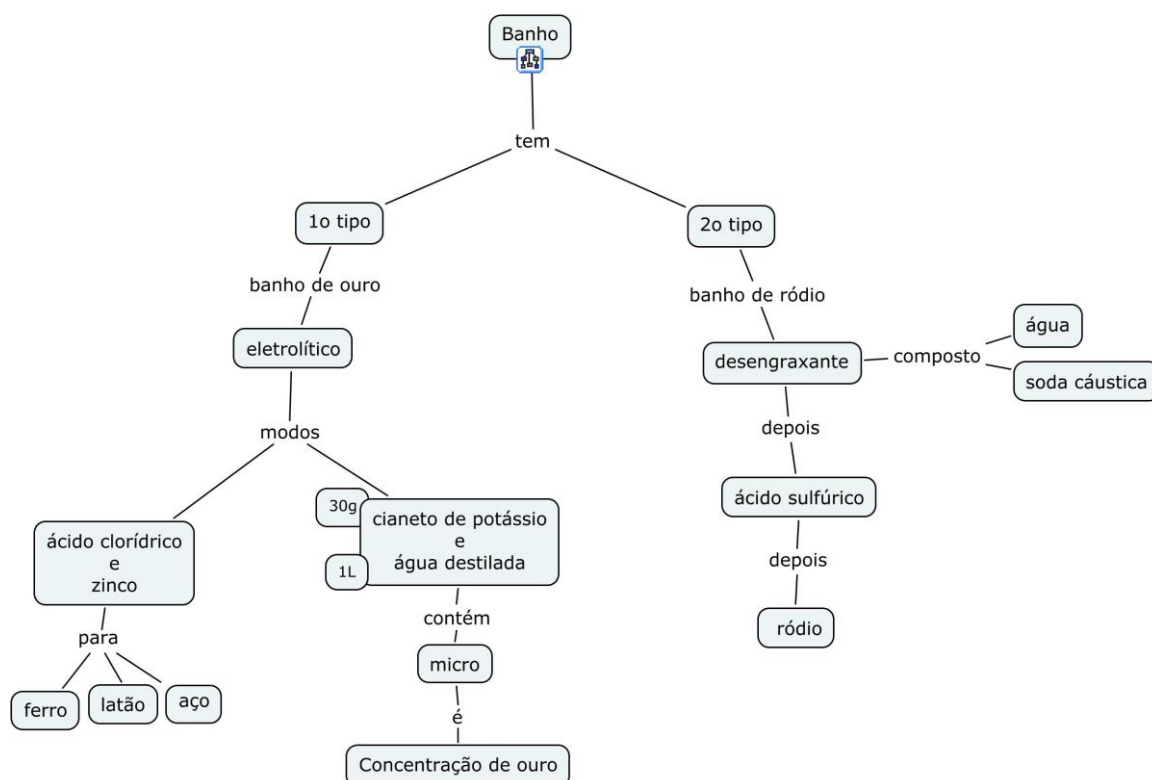 Banho
tem
1o tipo
2o tipo
banho de ouro
banho de ródio
eletrolítico
desengraxante
composto
água
soda cáustica
modos
depois
30g
cianeto de potássio
e
água destilada
1L
ácido sulfúrico
ácido clorídrico
e
zinco
depois
contém
para
ródio
micro
ferro
latão
aço
é
Concentração de ouro